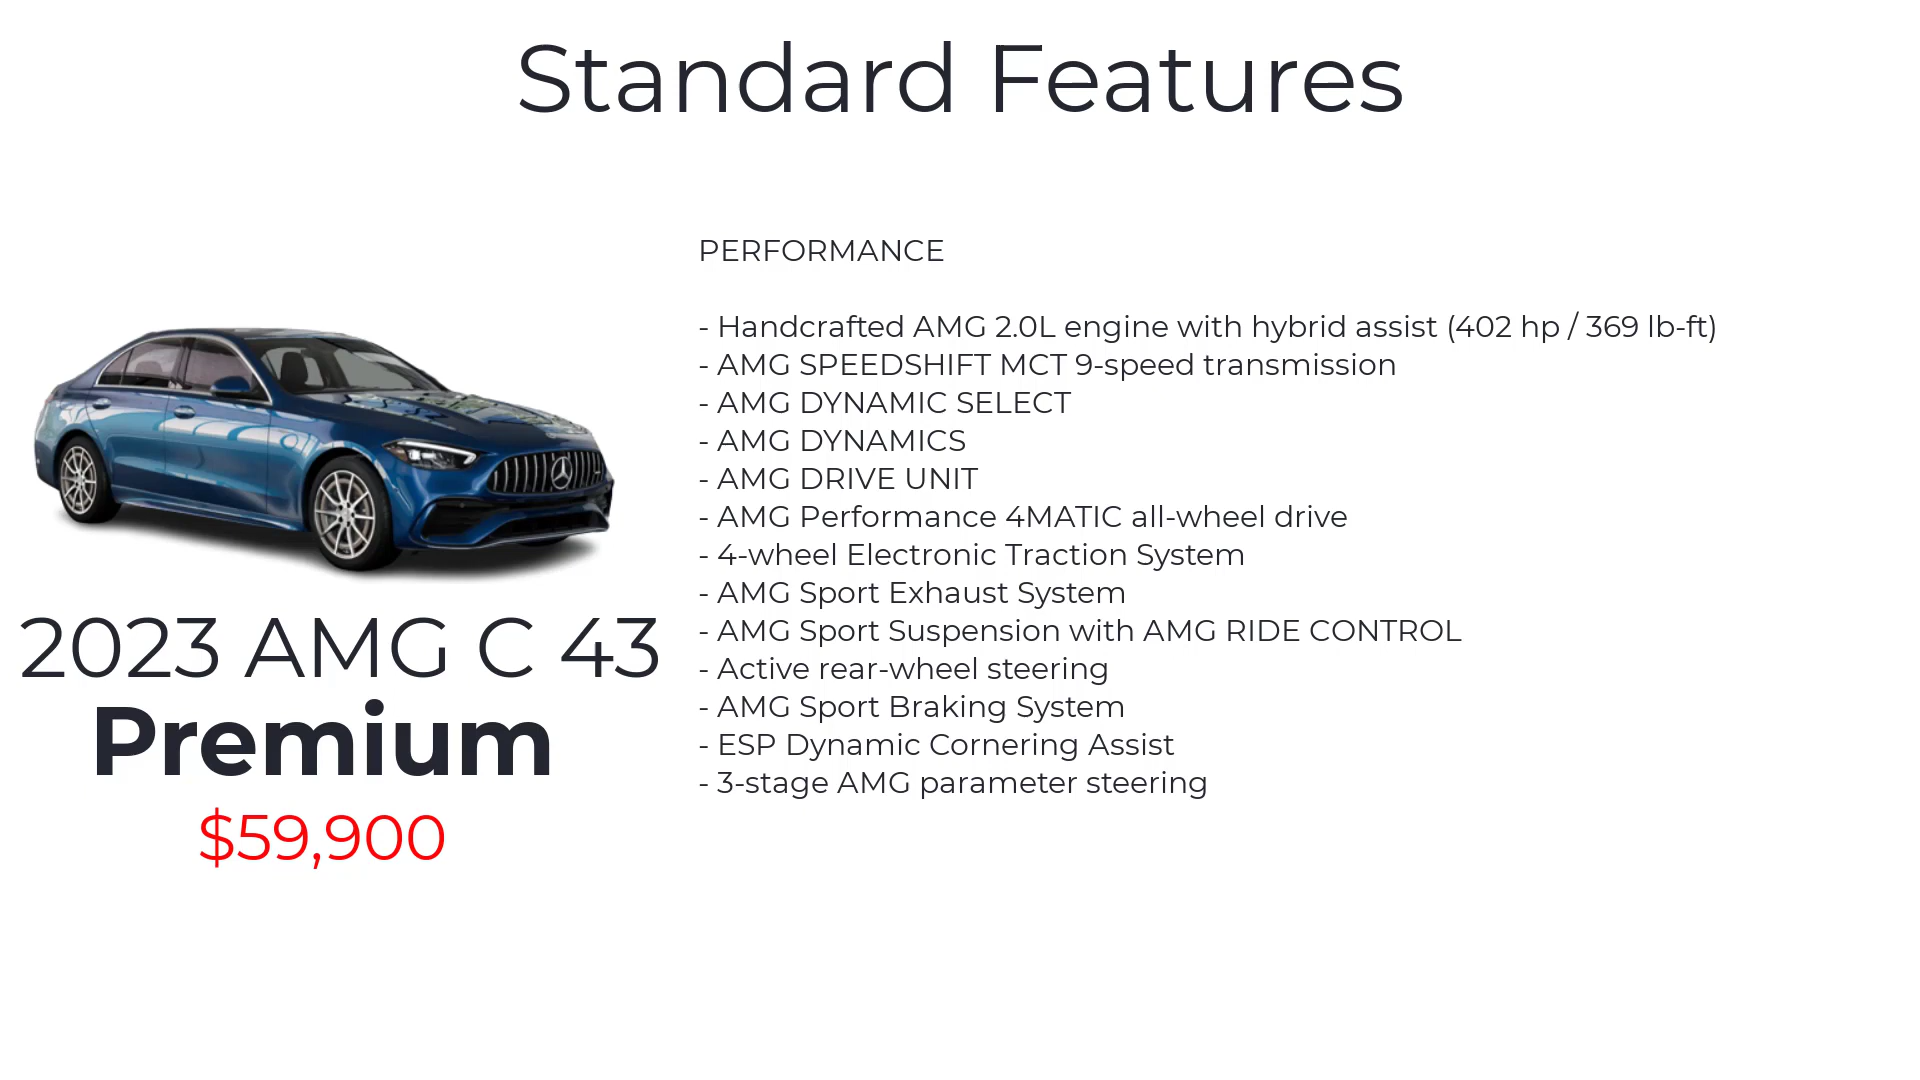 Standard Features
PERFORMANCE
- Handcrafted AMG 2.0L engine with hybrid assist (402 hp / 369 lb-ft)
- AMG SPEEDSHIFT MCT 9-speed transmission
- AMG DYNAMIC SELECT
- AMG DYNAMICS
- AMG DRIVE UNIT
- AMG Performance 4MATIC all-wheel drive
- 4-wheel Electronic Traction System
- AMG Sport Exhaust System
- AMG Sport Suspension with AMG RIDE CONTROL
- Active rear-wheel steering
- AMG Sport Braking System
- ESP Dynamic Cornering Assist
- 3-stage AMG parameter steering
2023 AMG C 43
Premium
$59,900